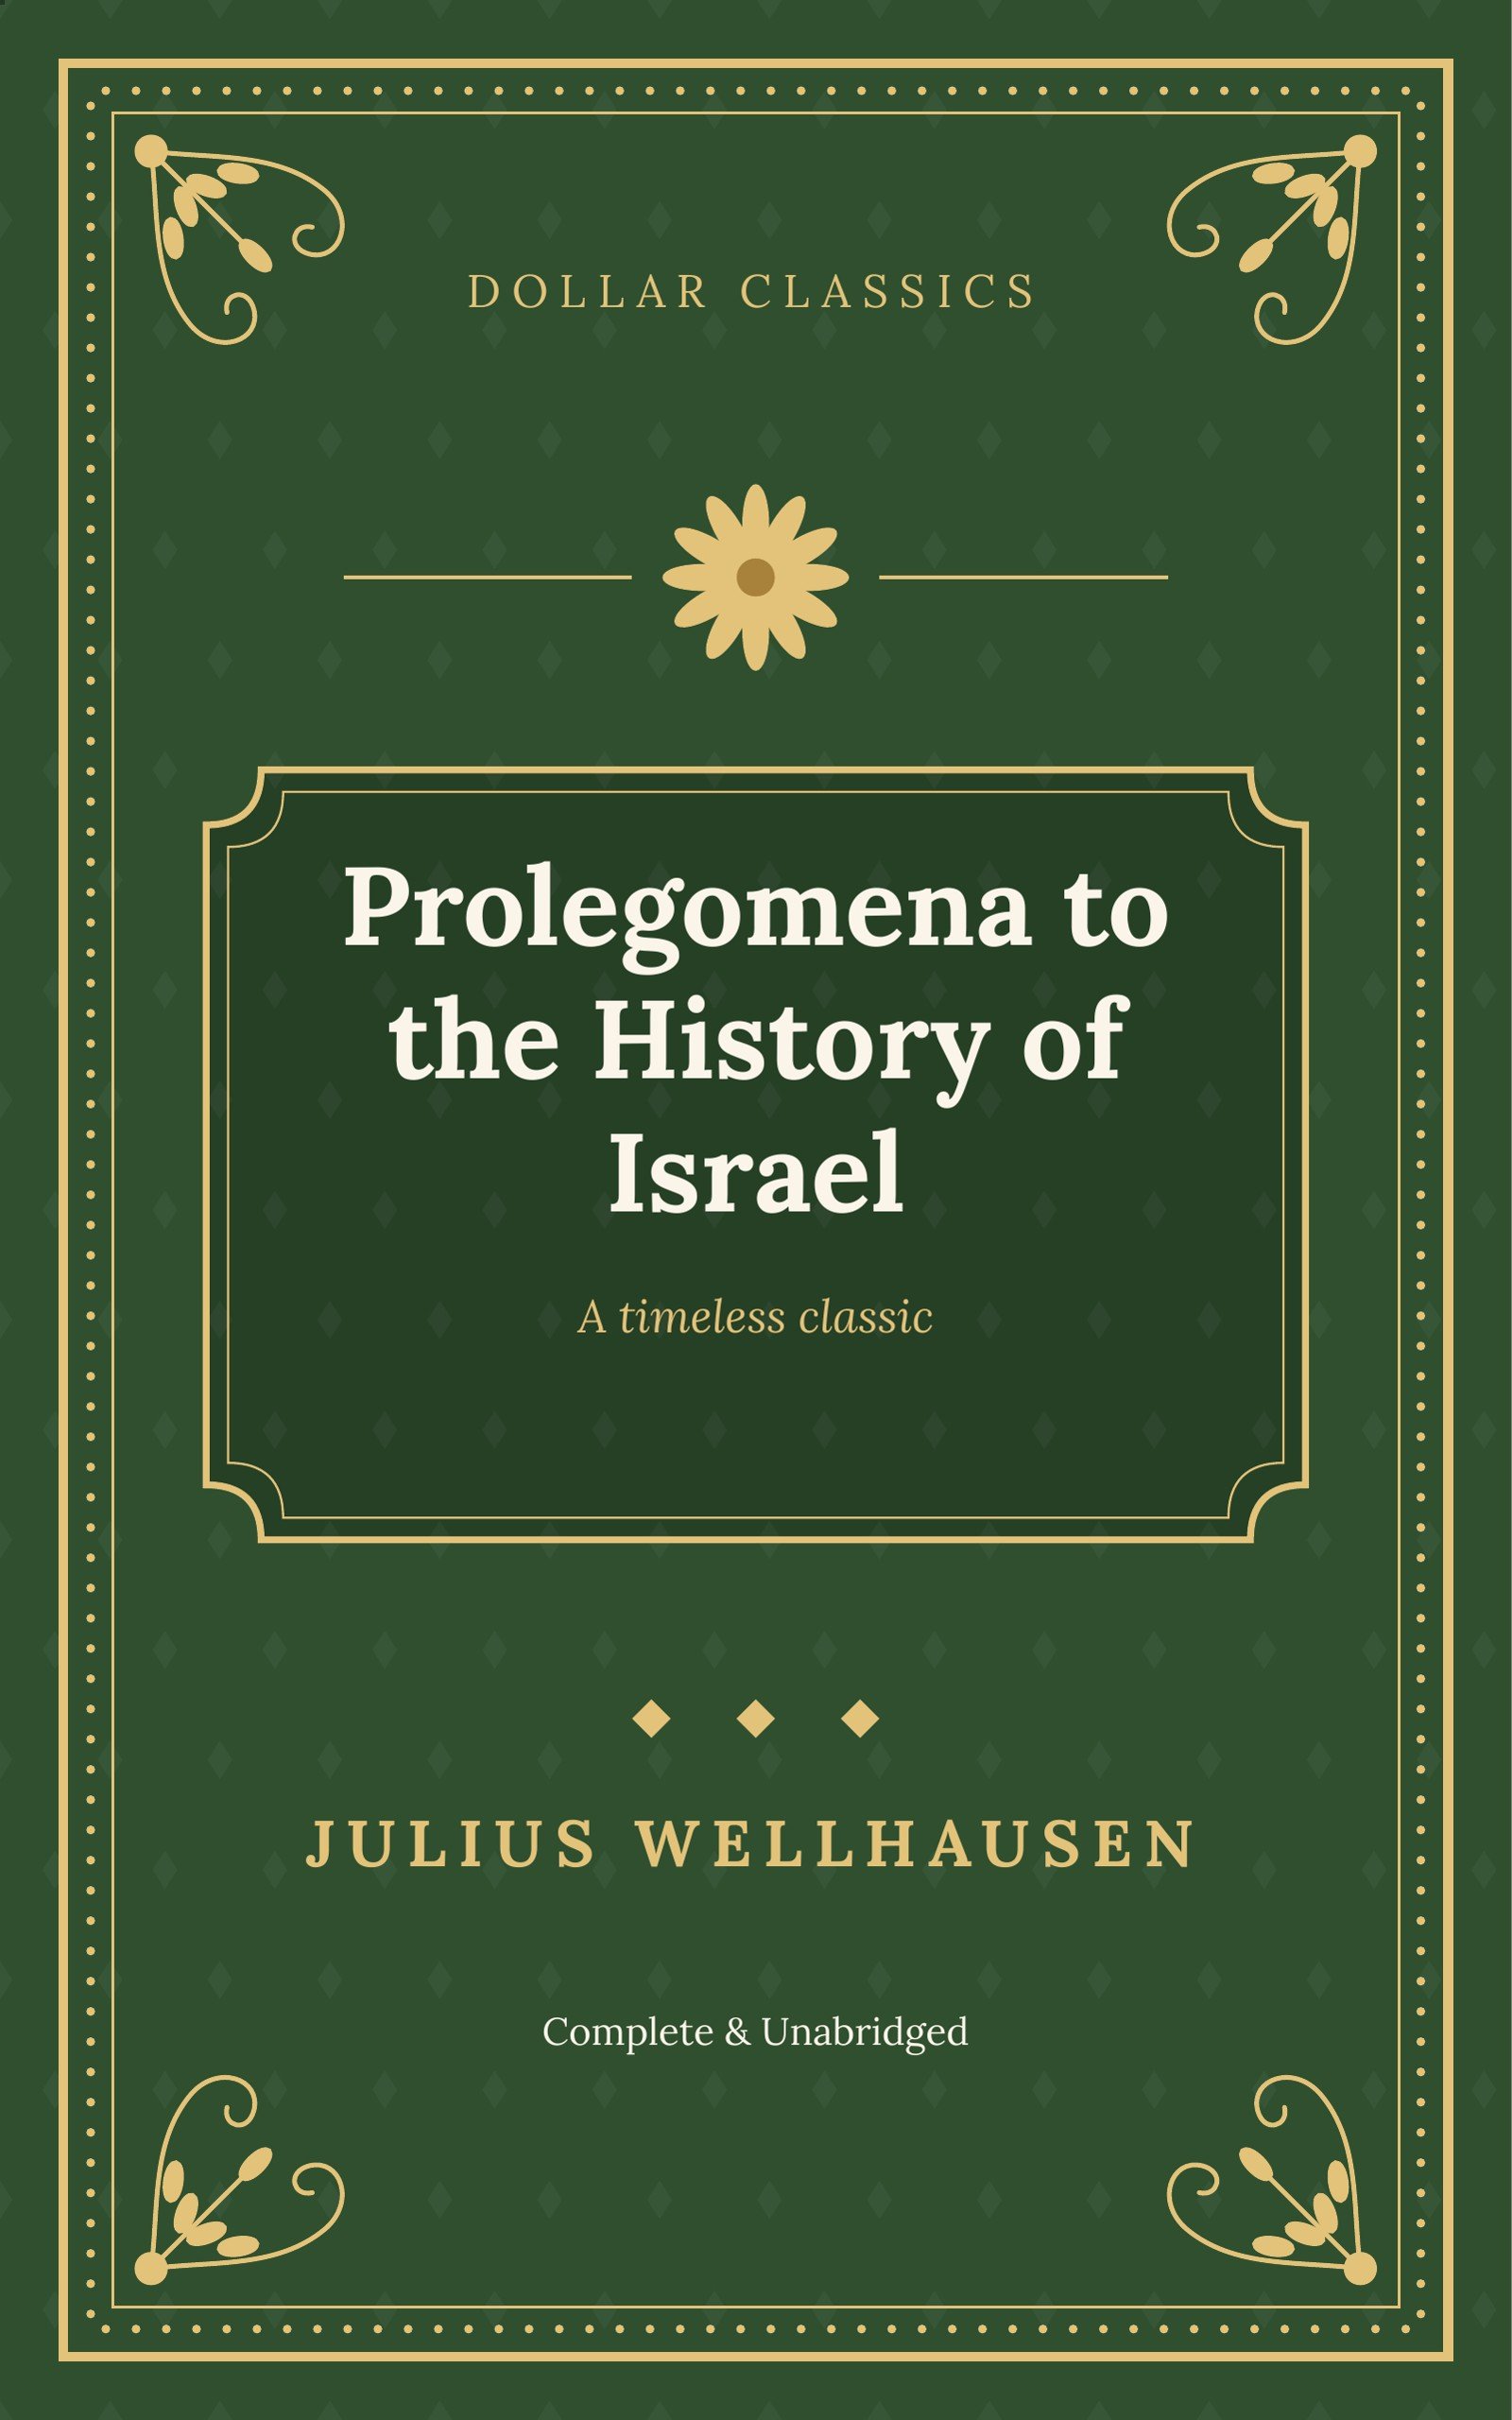 DOLLAR CLASSICS
Prolegomena to
the History of
Israel
A timeless classic
JULIUS WELLHAUSEN
Complete & Unabridged